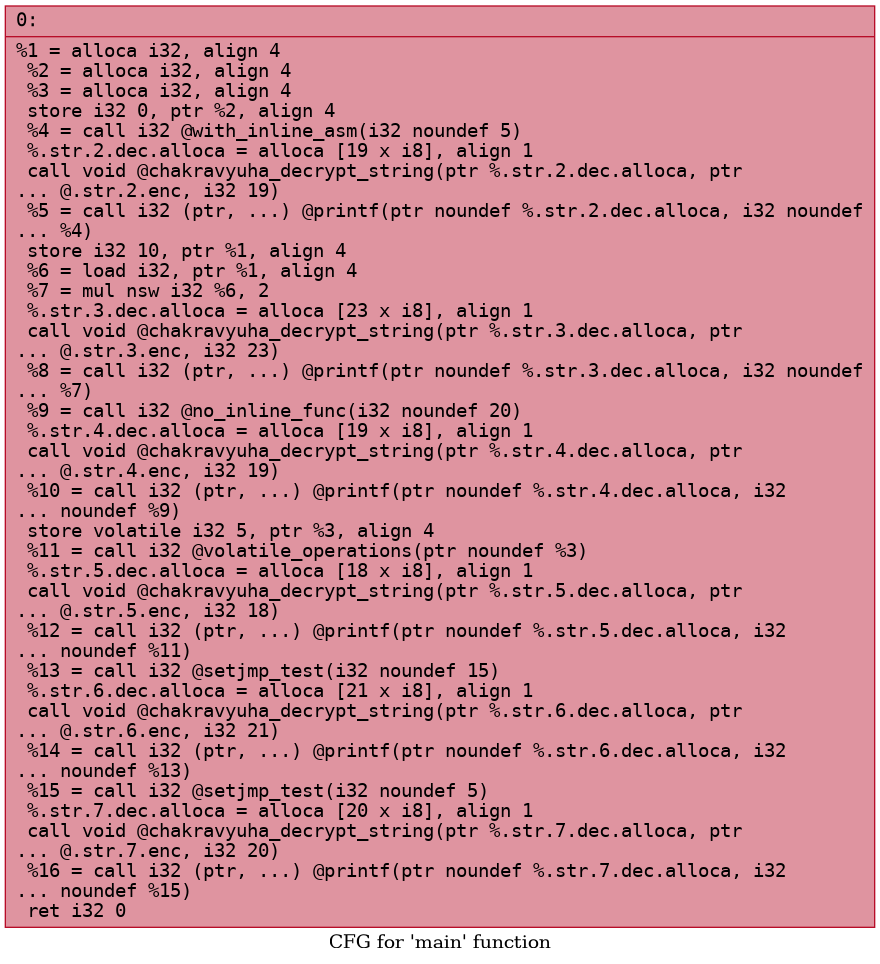 0:
%1 = alloca i32, align 4
%2 = alloca i32, align 4
%3 = alloca i32, align 4
store i32 0, ptr %2, align 4
%4 = call i32 @with_inline_asm(i32 noundef 5)
%.str.2.dec.alloca = alloca [19 x i8], align 1
call void @chakravyuha_decrypt_string(ptr %.str.2.dec.alloca, ptr
... @.str.2.enc, i32 19)
%5 = call i32 (ptr, ...) @printf(ptr noundef %.str.2.dec.alloca, i32 noundef
... %4)
store i32 10, ptr %1, align 4
%6 = load i32, ptr %1, align 4
%7 = mul nsw i32 %6, 2
%.str.3.dec.alloca = alloca [23 x i8], align 1
call void @chakravyuha_decrypt_string(ptr %.str.3.dec.alloca, ptr
... @.str.3.enc, i32 23)
%8 = call i32 (ptr, ...) @printf(ptr noundef %.str.3.dec.alloca, i32 noundef
... %7)
%9 = call i32 @no_inline_func(i32 noundef 20)
%.str.4.dec.alloca = alloca [19 x i8], align 1
call void @chakravyuha_decrypt_string(ptr %.str.4.dec.alloca, ptr
... @.str.4.enc, i32 19)
%10 = call i32 (ptr, ...) @printf(ptr noundef %.str.4.dec.alloca, i32
... noundef %9)
store volatile i32 5, ptr %3, align 4
%11 = call i32 @volatile_operations(ptr noundef %3)
%.str.5.dec.alloca = alloca [18 x i8], align 1
call void @chakravyuha_decrypt_string(ptr %.str.5.dec.alloca, ptr
... @.str.5.enc, i32 18)
%12 = call i32 (ptr, ...) @printf(ptr noundef %.str.5.dec.alloca, i32
... noundef %11)
%13 = call i32 @setjmp_test(i32 noundef 15)
%.str.6.dec.alloca = alloca [21 x i8], align 1
call void @chakravyuha_decrypt_string(ptr %.str.6.dec.alloca, ptr
... @.str.6.enc, i32 21)
%14 = call i32 (ptr, ...) @printf(ptr noundef %.str.6.dec.alloca, i32
... noundef %13)
%15 = call i32 @setjmp_test(i32 noundef 5)
%.str.7.dec.alloca = alloca [20 x i8], align 1
call void @chakravyuha_decrypt_string(ptr %.str.7.dec.alloca, ptr
... @.str.7.enc, i32 20)
%16 = call i32 (ptr, ...) @printf(ptr noundef %.str.7.dec.alloca, i32
... noundef %15)
ret i32 0
CFG for 'main' function